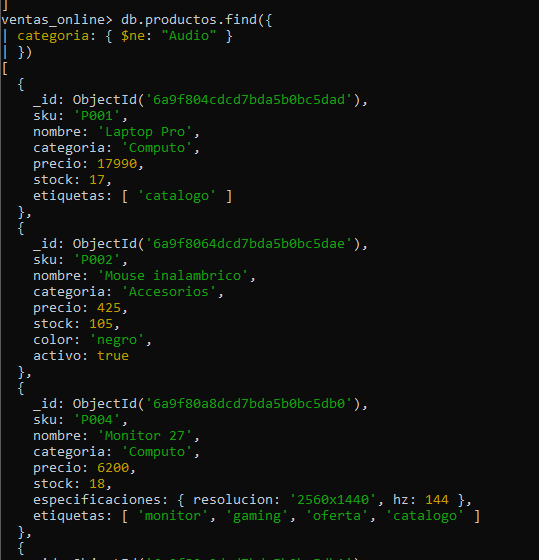 ]
ventas_online> db.productos.find({
| categoria: { $ne: "Audio" }
| })
[
  {
    _id: ObjectId('6a9f804cdcd7bda5b0bc5dad'),
    sku: 'P001',
    nombre: 'Laptop Pro',
    categoria: 'Computo',
    precio: 17990,
    stock: 17,
    etiquetas: [ 'catalogo' ]
  },
  {
    _id: ObjectId('6a9f8064dcd7bda5b0bc5dae'),
    sku: 'P002',
    nombre: 'Mouse inalambrico',
    categoria: 'Accesorios',
    precio: 425,
    stock: 105,
    color: 'negro',
    activo: true
  },
  {
    _id: ObjectId('6a9f80a8dcd7bda5b0bc5db0'),
    sku: 'P004',
    nombre: 'Monitor 27',
    categoria: 'Computo',
    precio: 6200,
    stock: 18,
    especificaciones: { resolucion: '2560x1440', hz: 144 },
    etiquetas: [ 'monitor', 'gaming', 'oferta', 'catalogo' ]
  },
  {